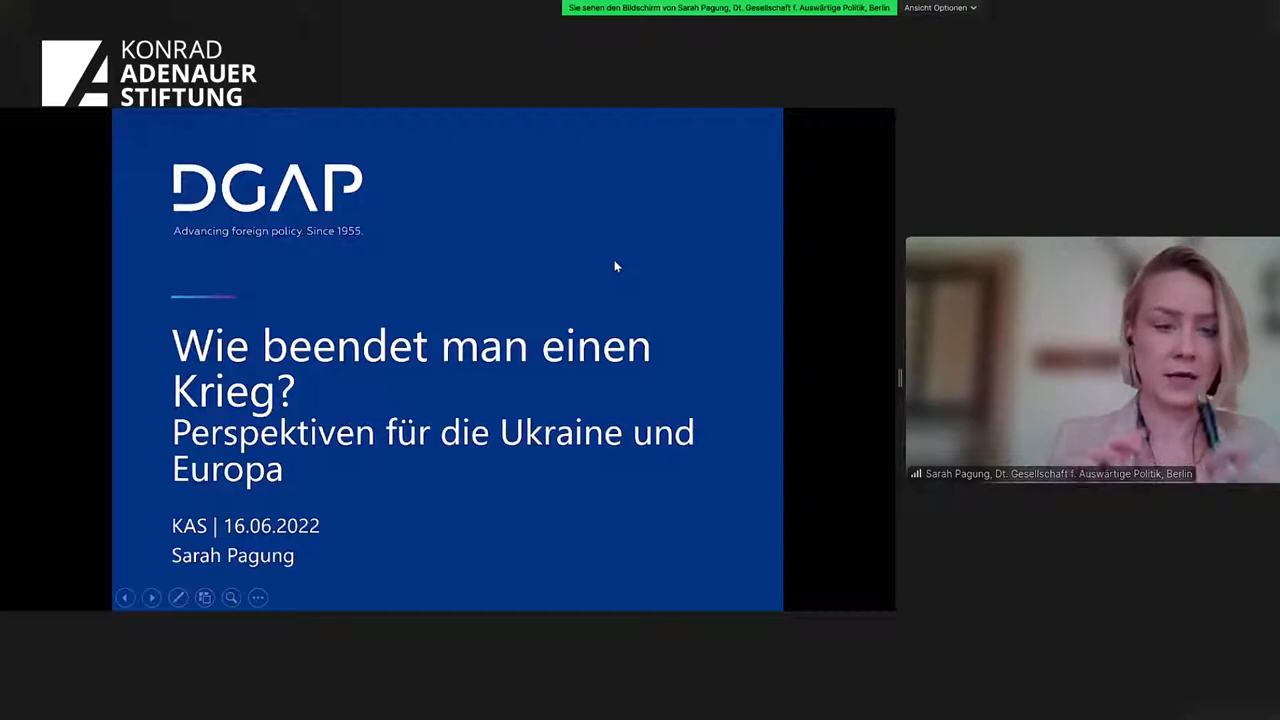 Sie sehen den Bildschirm von Sarah Pagung, Dt. Gesellschaft f. Auswärtige Politik, Berlin
Ansicht Optionen
KONRAD
ADENAUER
STIFTUNG
DGAP
Advancing foreign policy. Since 1955.
Wie beendet man einen
Krieg?
Perspektiven für die Ukraine und
Europa
KAS | 16.06.2022
Sarah Pagung
Sarah Pagung, Dt. Gesellschaft f. Auswärtige Politik, Berlin